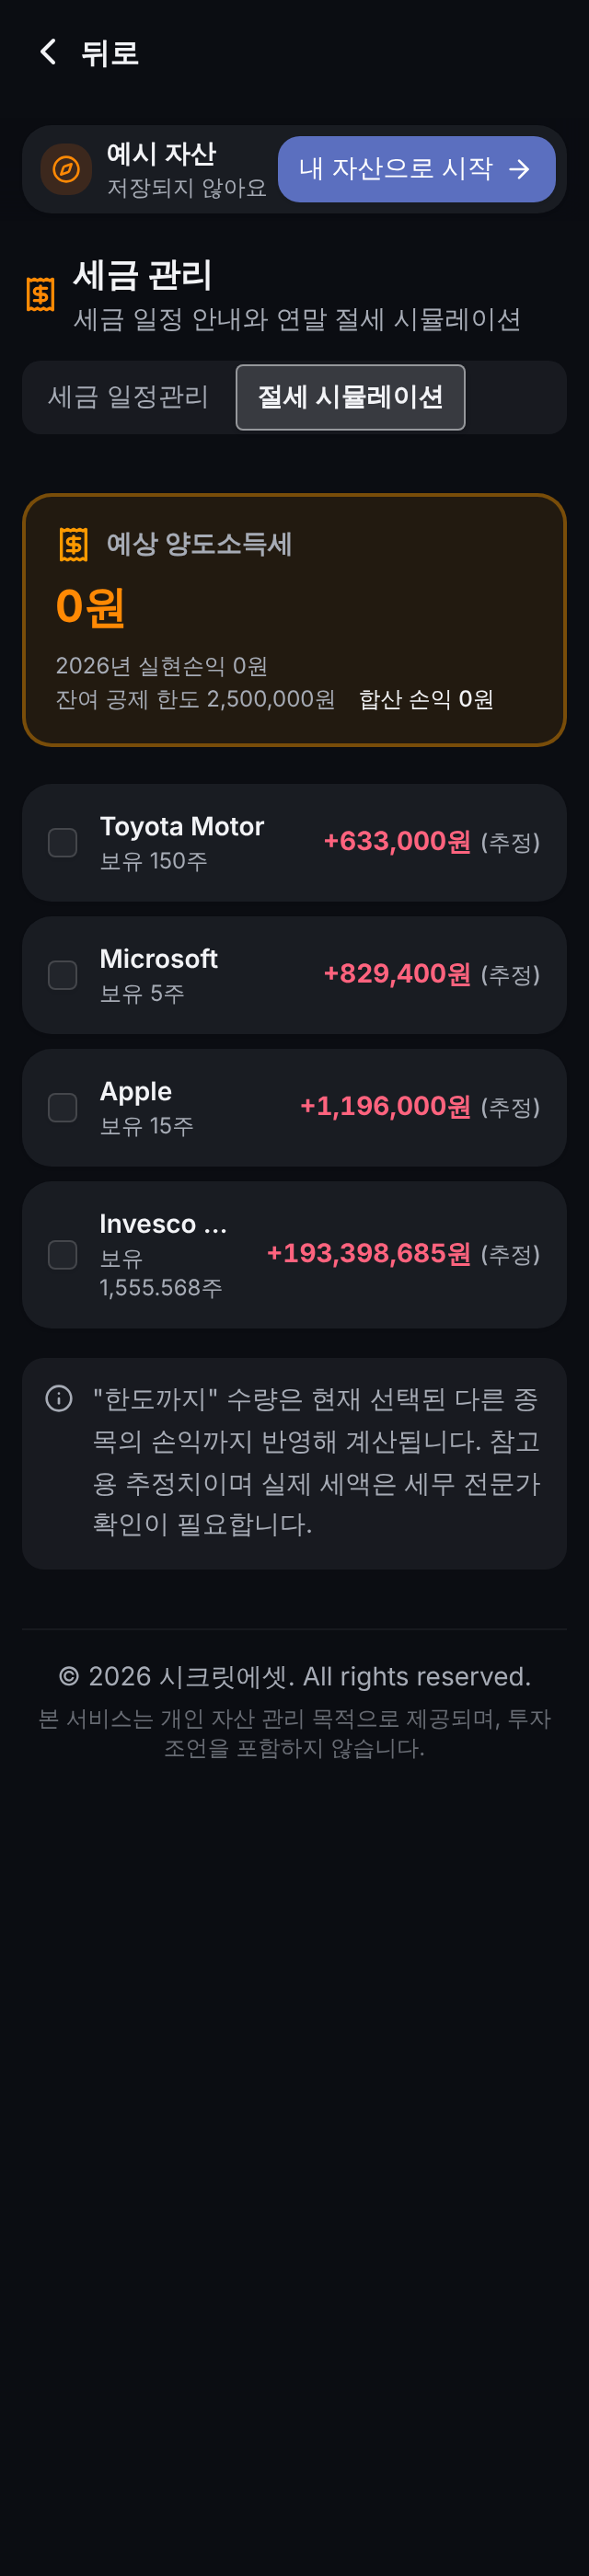 뒤로
예시 자산
저장되지 않아요
내 자산으로 시작
세금 관리
세금 일정 안내와 연말 절세 시뮬레이션
세금 일정관리
절세 시뮬레이션
예상 양도소득세
0원
2026년 실현손익 0원
잔여 공제 한도 2,500,000원 합산 손익 0원
Toyota Motor
보유 150주
+633,000원 (추정)
Microsoft
보유 5주
+829,400원 (추정)
Apple
보유 15주
+1,196,000원 (추정)
Invesco ...
보유
1,555.568주
+193,398,685원 (추정)
"한도까지" 수량은 현재 선택된 다른 종
목의 손익까지 반영해 계산됩니다. 참고
용 추정치이며 실제 세액은 세무 전문가
확인이 필요합니다.
© 2026 시크릿에셋. All rights reserved.
본 서비스는 개인 자산 관리 목적으로 제공되며, 투자
조언을 포함하지 않습니다.